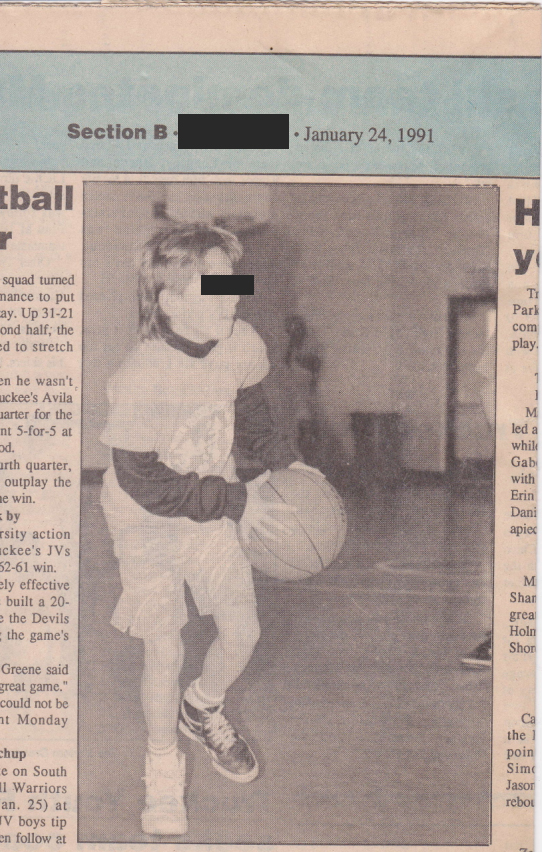 Section B • • January 24, 1991
tball
r
squad turned
mance to put
ay. Up 31-21
ond half, the
ed to stretch
en he wasn't
uckee's Avila
uarter for the
nt 5-for-5 at
od.
urth quarter,
outplay the
e win.
k by
rsity action
uckee's JVs
62-61 win.
ely effective
built a 20-
e the Devils
g the game's
Greene said
great game."
could not be
nt Monday
chup
e on South
ll Warriors
an. 25) at
JV boys tip
en follow at
H
y
Tr
Park
com
play.
M
led a
while
Gab
with
Erin
Dani
apiec
M
Shar
grea
Holn
Shor
Ca
the
poin
Sim
Jason
rebou